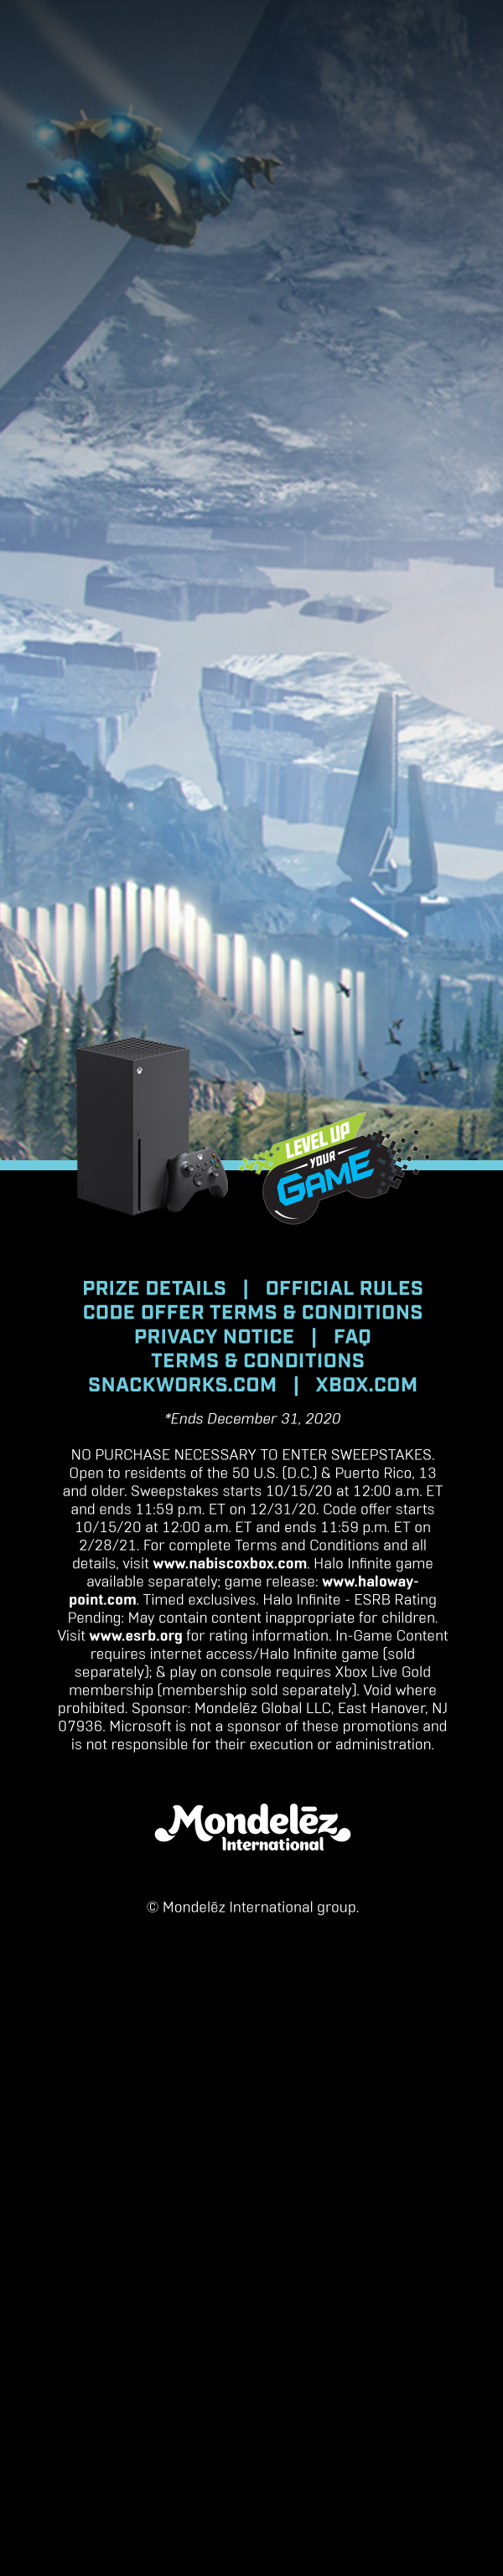 LEVEL UP
YOUR
GAME
PRIZE DETAILS | OFFICIAL RULES
CODE OFFER TERMS & CONDITIONS
PRIVACY NOTICE | FAQ
TERMS & CONDITIONS
SNACKWORKS.COM | XBOX.COM
*Ends December 31, 2020
NO PURCHASE NECESSARY TO ENTER SWEEPSTAKES.
Open to residents of the 50 U.S. (D.C.) & Puerto Rico, 13
and older. Sweepstakes starts 10/15/20 at 12:00 a.m. ET
and ends 11:59 p.m. ET on 12/31/20. Code offer starts
10/15/20 at 12:00 a.m. ET and ends 11:59 p.m. ET on
2/28/21. For complete Terms and Conditions and all
details, visit www.nabiscoxbox.com. Halo Infinite game
available separately; game release: www.haloway-
point.com. Timed exclusives. Halo Infinite - ESRB Rating
Pending: May contain content inappropriate for children.
Visit www.esrb.org for rating information. In-Game Content
requires internet access/Halo Infinite game (sold
separately); & play on console requires Xbox Live Gold
membership (membership sold separately). Void where
prohibited. Sponsor: Mondelēz Global LLC, East Hanover, NJ
07936. Microsoft is not a sponsor of these promotions and
is not responsible for their execution or administration.
Mondelēz
International
© Mondelēz International group.